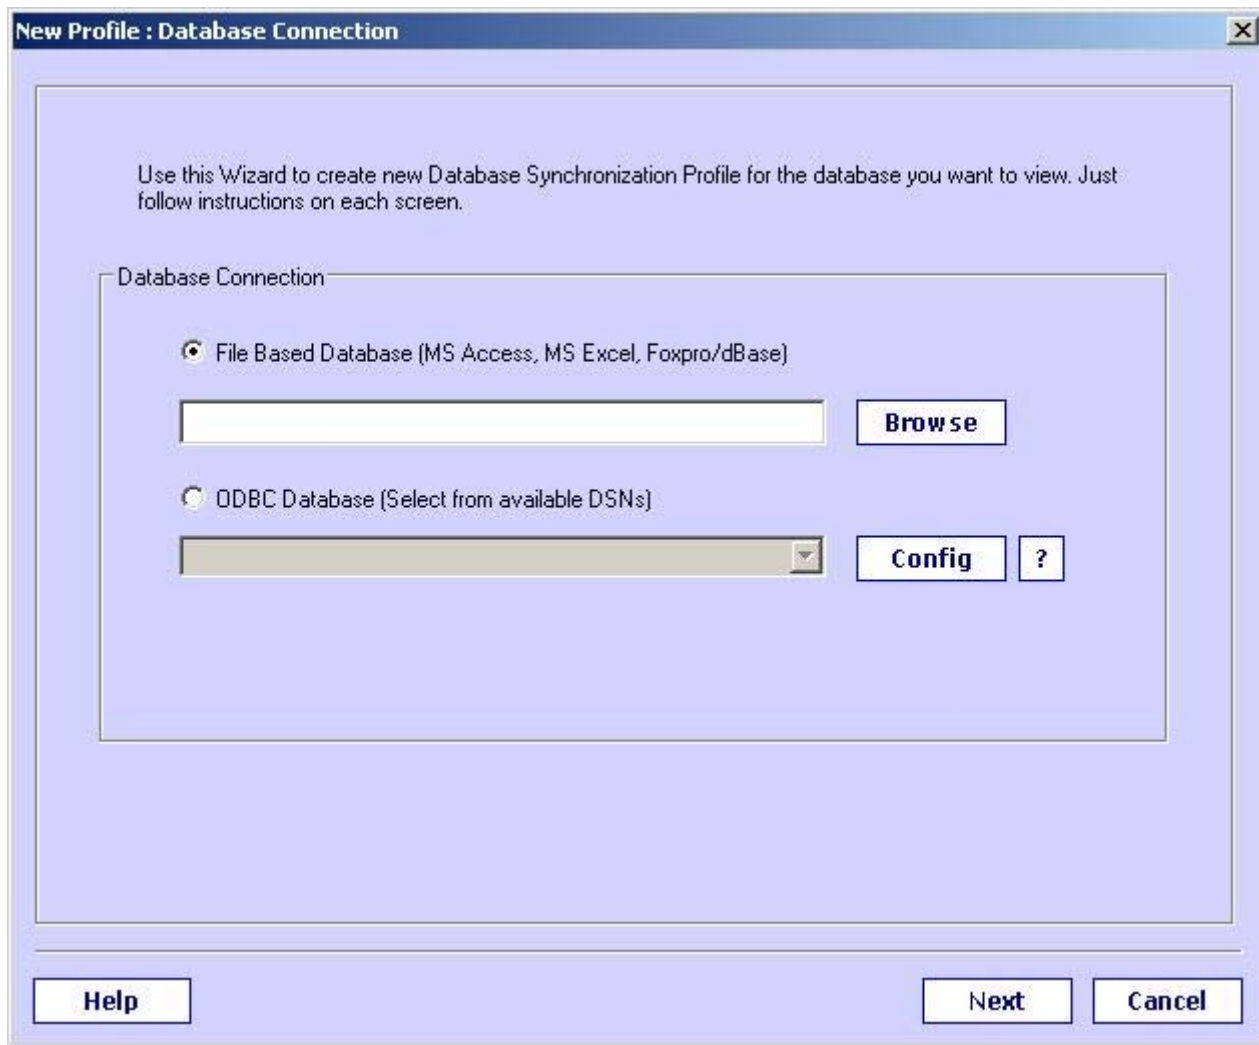 New Profile : Database Connection
Use this Wizard to create new Database Synchronization Profile for the database you want to view. Just
follow instructions on each screen.
Database Connection
File Based Database (MS Access, MS Excel, Foxpro/dBase)
Browse
ODBC Database (Select from available DSNs)
Config
?
Help
Next
Cancel